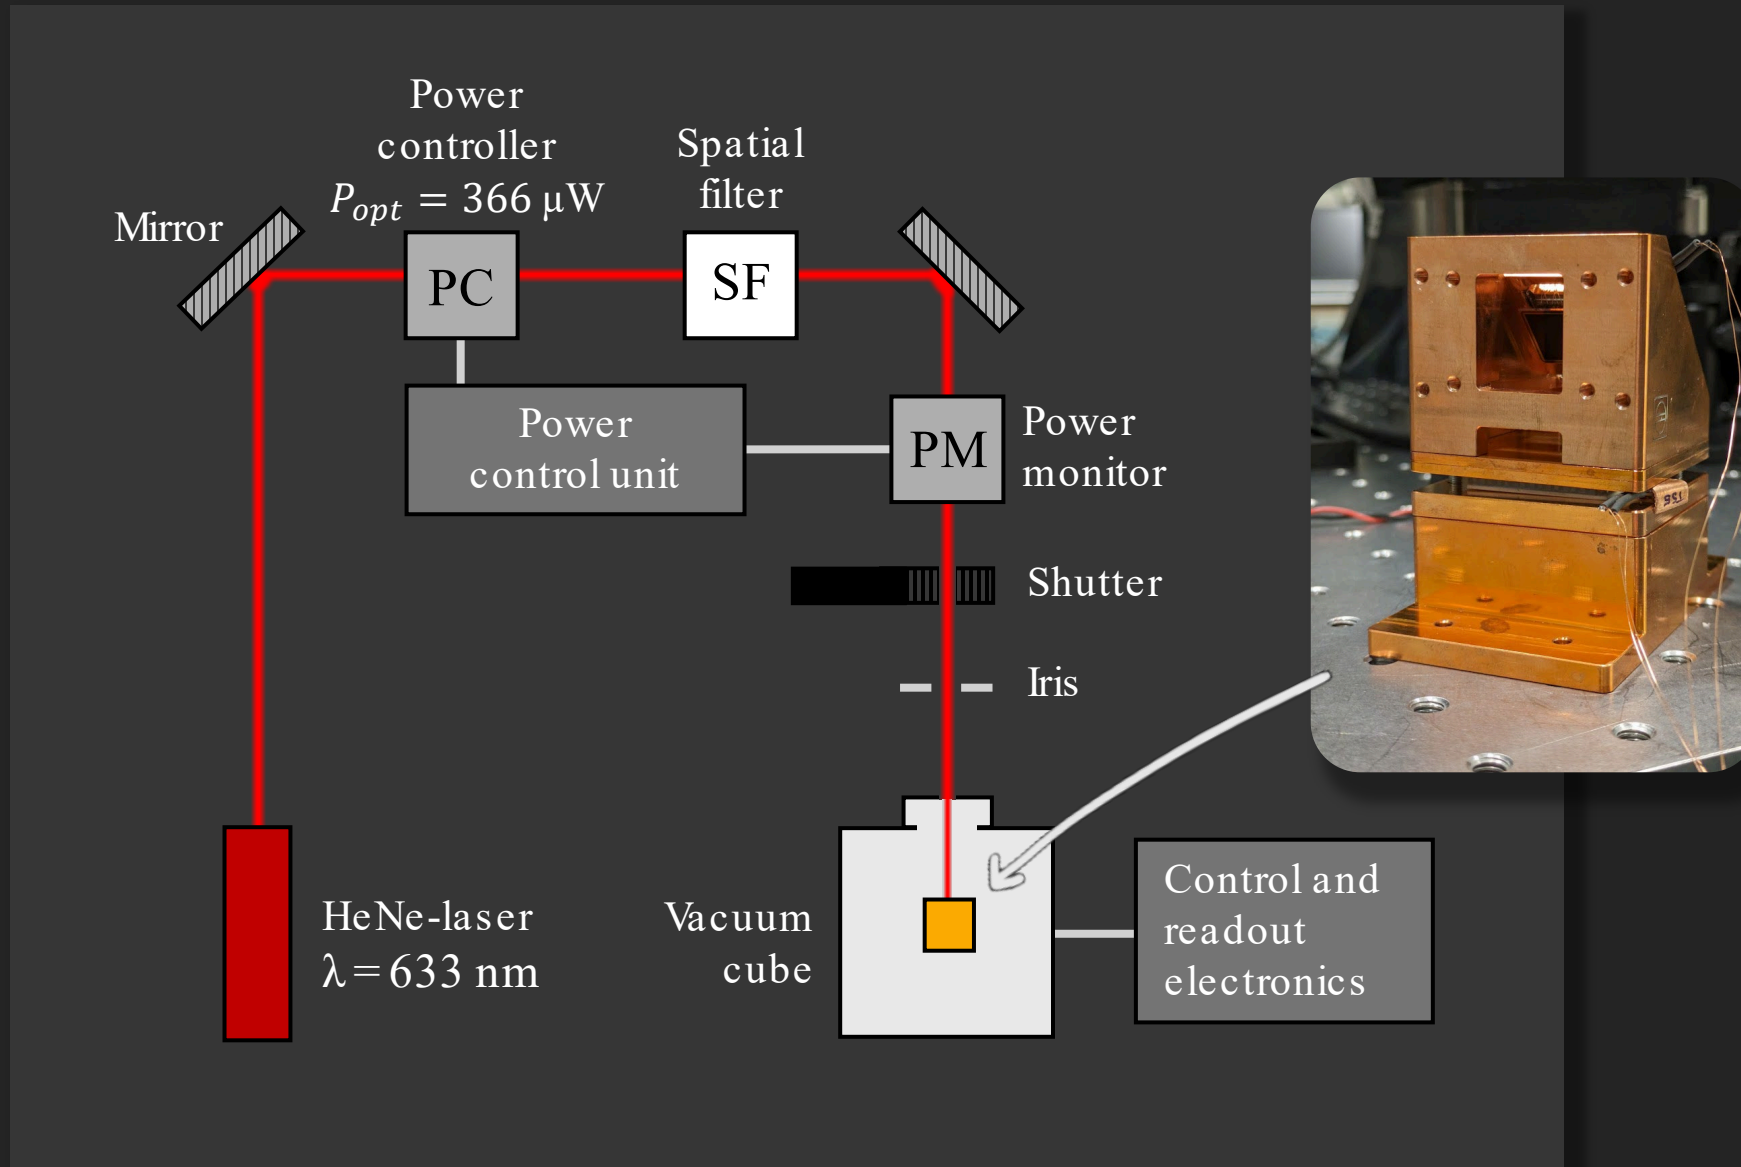 Power
controller
P_opt = 366 μW
Spatial
filter
Mirror
PC
SF
Power
control unit
PM
Power
monitor
Shutter
Iris
HeNe-laser
λ = 633 nm
Vacuum
cube
Control and
readout
electronics